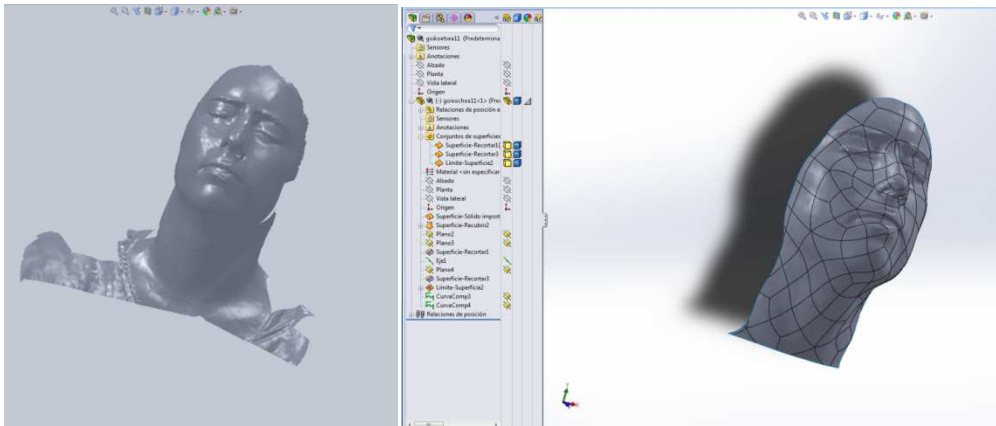 goikoetxea11 (Predetermina
Sensores
Anotaciones
Alzado
Planta
Vista lateral
Origen
(-) goirochea11<1> (Pre
Relaciones de posición e
Sensores
Anotaciones
Conjuntos de superficies
Superficie-Recortar1[
Superficie-Recortar3
Límite-Superficie2
Material <sin especificar
Alzado
Planta
Vista lateral
Origen
Superficie-Sólido import
Superficie-Recubrir2
Plano2
Plano3
Superficie-Recortar1
Eje1
Plano4
Superficie-Recortar3
Límite-Superficie2
CurvaComp3
CurvaComp4
Relaciones de posición